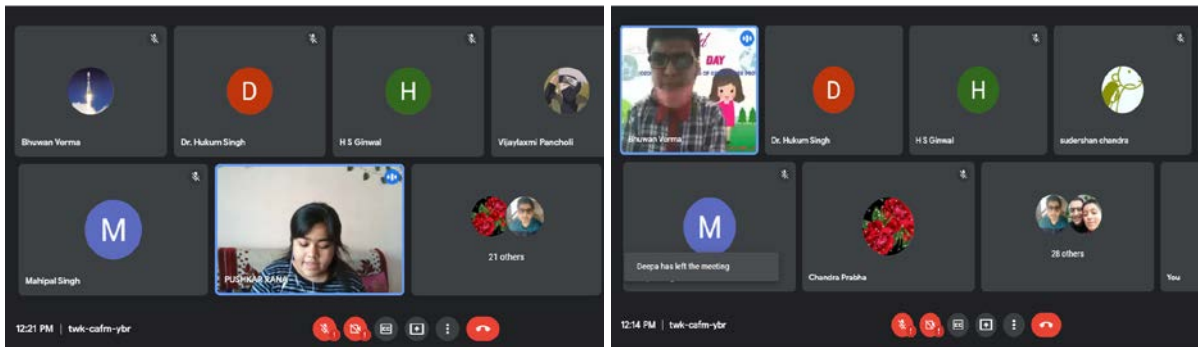 D
H
Bhuwan Verma
Dr. Hukum Singh
H S Ginwal
Vijaylaxmi Pancholi
M
21 others
Mahipal Singh
PUSHKAR RANA
12:21 PM | twk-cafm-ybr
DAY
D
H
Bhuwan Verma
Dr. Hukum Singh
H S Ginwal
sudershan chandra
M
Deepa has left the meeting
28 others
Chandra Prabha
You
12:14 PM | twk-cafm-ybr